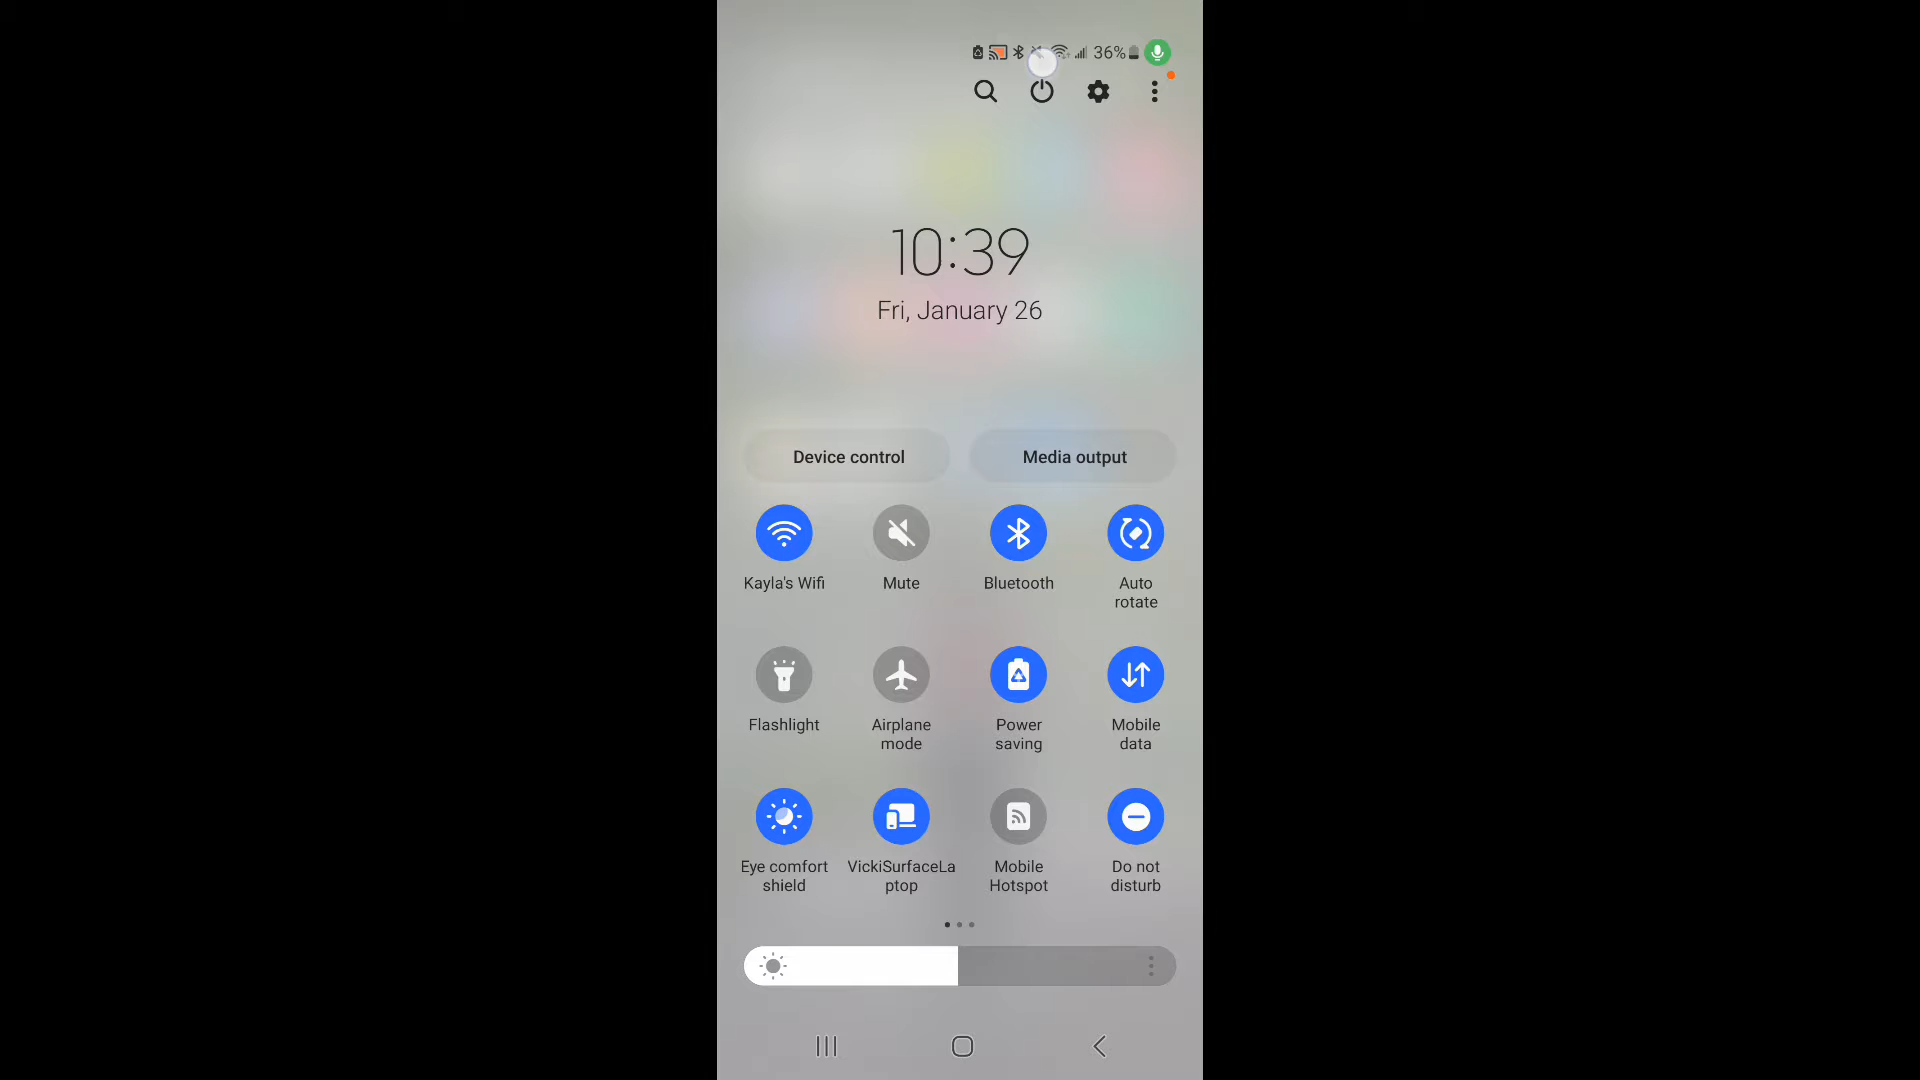 36%
10:39
Fri, January 26
Device control
Media output
Kayla's Wifi
Mute
Bluetooth
Auto
rotate
Flashlight
Airplane
mode
Power
saving
Mobile
data
Eye comfort
shield
VickiSurfaceLa
ptop
Mobile
Hotspot
Do not
disturb